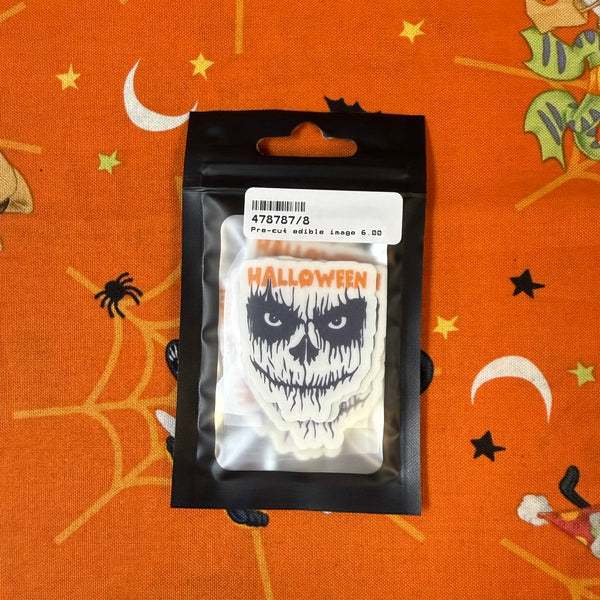 478787/8
Pre-cut edible image 6.00
HALLOWEEN !